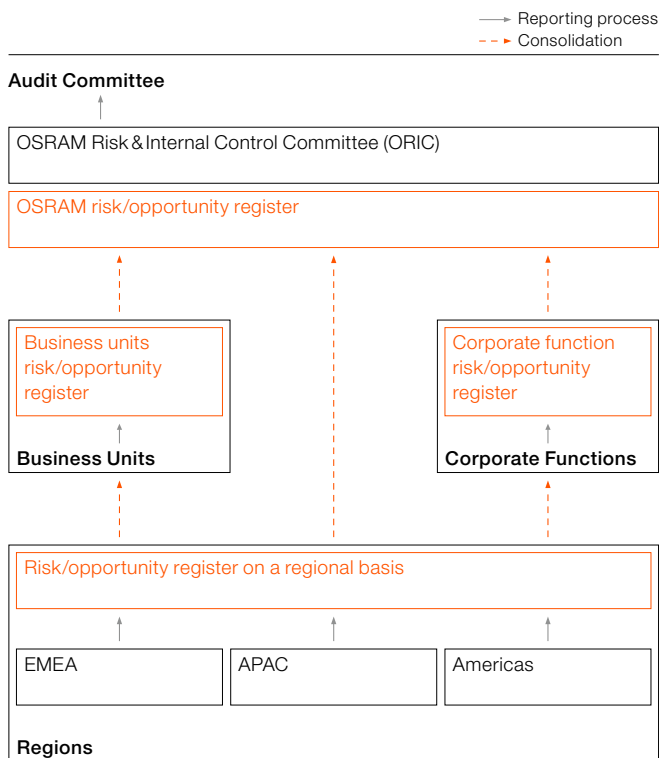 Reporting process
Consolidation
Audit Committee
OSRAM Risk & Internal Control Committee (ORIC)
OSRAM risk/opportunity register
Business units
risk/opportunity
register
Business Units
Corporate function
risk/opportunity
register
Corporate Functions
Risk/opportunity register on a regional basis
EMEA
APAC
Americas
Regions